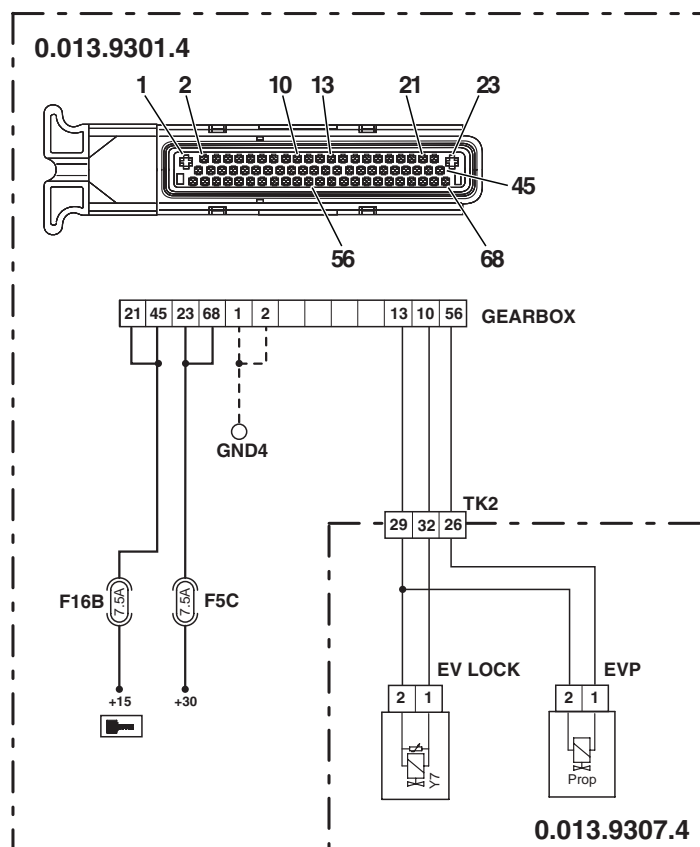 0.013.9301.4
1 2 10 13 21 23
45
56 68
21 45 23 68 1 2 13 10 56 GEARBOX
GND4
TK2
29 32 26
F16B 7.5A 7.5A F5C
EV LOCK EVP
2 1 2 1
+15 +30
Y7 Prop
0.013.9307.4